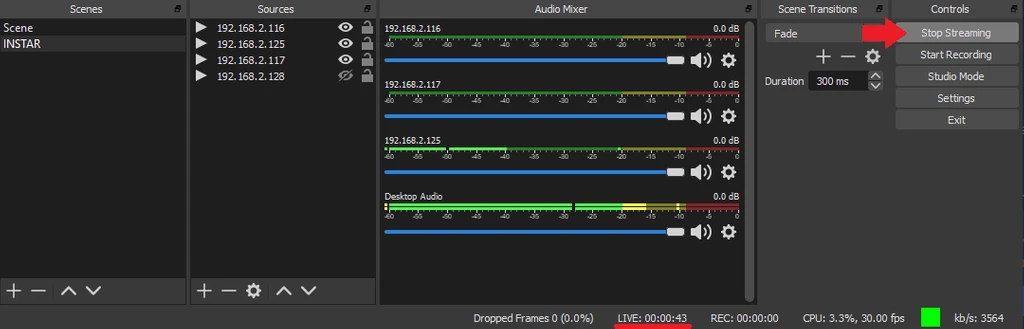 Scenes
Scene
INSTAR
Sources
192.168.2.116
192.168.2.125
192.168.2.117
192.168.2.128
Audio Mixer
192.168.2.116 0.0 dB
-60 -55 -50 -45 -40 -35 -30 -25 -20 -15 -10 -5 0
192.168.2.117 0.0 dB
-60 -55 -50 -45 -40 -35 -30 -25 -20 -15 -10 -5 0
192.168.2.125 0.0 dB
-60 -55 -50 -45 -40 -35 -30 -25 -20 -15 -10 -5 0
Desktop Audio 0.0 dB
-60 -55 -50 -45 -40 -35 -30 -25 -20 -15 -10 -5 0
Scene Transitions
Fade
Duration 300 ms
Controls
Stop Streaming
Start Recording
Studio Mode
Settings
Exit
Dropped Frames 0 (0.0%) LIVE: 00:00:43 REC: 00:00:00 CPU: 3.3%, 30.00 fps kb/s: 3564